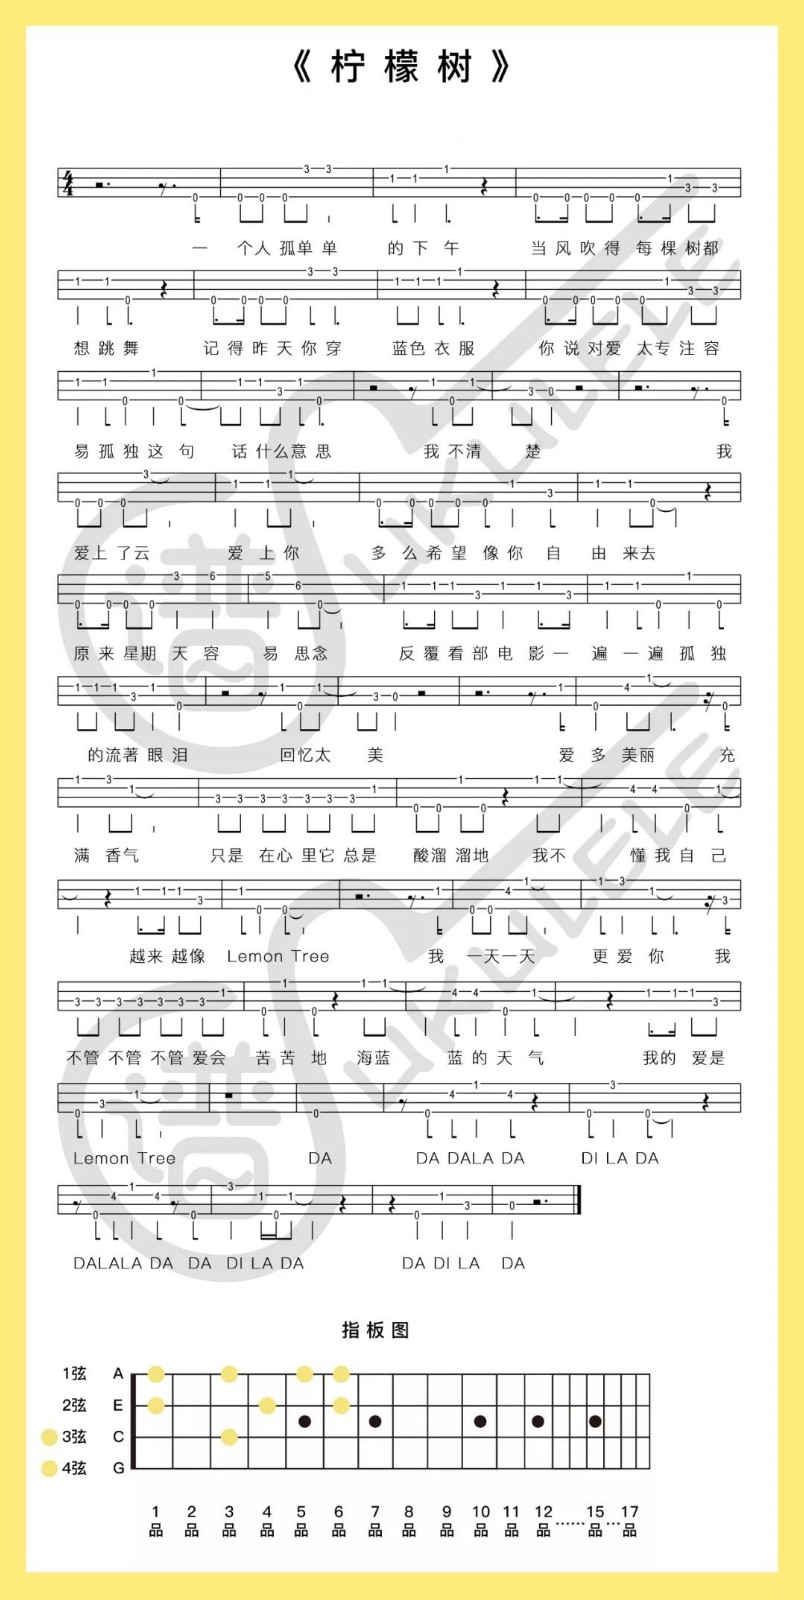 《柠檬树》
一 个人 孤单 单 的 下 午 当 风 吹 得 每 棵 树都
想 跳 舞 记 得 昨 天 你 穿 蓝色 衣 服 你 说 对爱 太 专 注 容
易 孤 独 这 句 话 什么 意思 我 不清 楚 我
爱上 了云 爱 上 你 多 么 希 望 像 你 自 由 来去
原 来 星期 天 容 易 思念 反 覆 看 部 电 影 一 遍 一 遍 孤 独
的 流著 眼 泪 回忆太 美 爱 多 美丽 充
满 香气 只是 在心 里它 总是 酸溜 溜地 我不 懂我 自己
越来 越像 Lemon Tree 我 一天一天 更 爱 你 我
不管 不管 不管 爱会 苦 苦 地 海蓝 蓝 的 天 气 我的 爱是
Lemon Tree DA DA DALA DA DI LA DA
DALALA DA DA DI LA DA DA DI LA DA
指 板 图
1弦 A
2弦 E
3弦 C
4弦 G
1 2 3 4 5 6 7 8 9 10 11 12 ······ 15 ··· 17
品 品 品 品 品 品 品 品 品 品 品 品 品 品